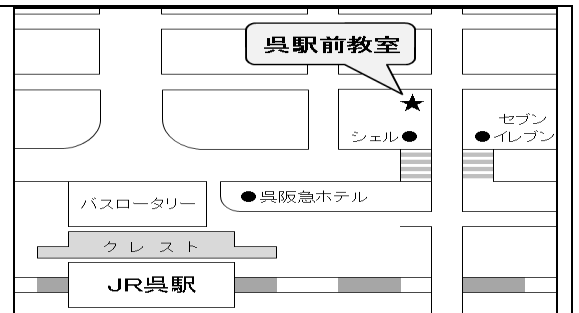 呉駅前教室
セブン
シェル
イレブン
呉阪急ホテル
バスロータリー
クレスト
JR呉駅